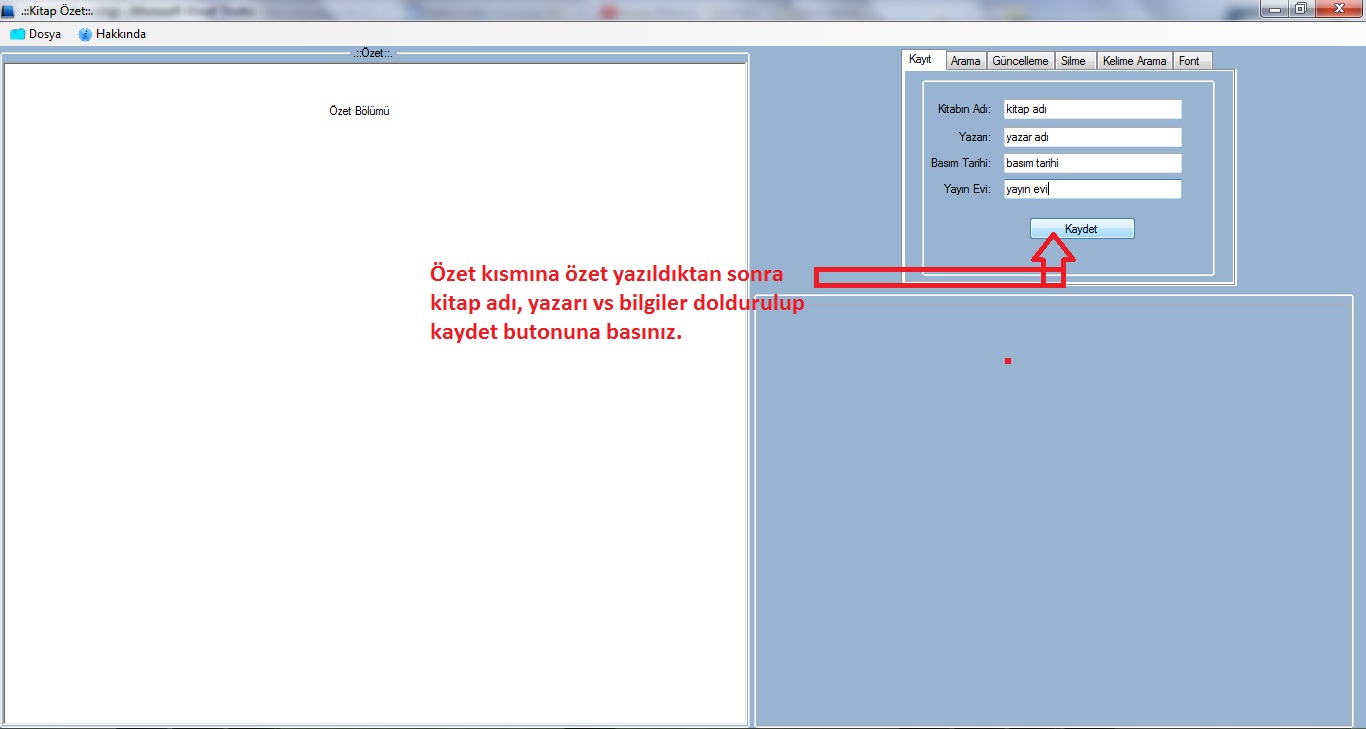 .::Kitap Özet::.
Dosya Hakkında
.::Özet::.
Özet Bölümü
Kayıt Arama Güncelleme Silme Kelime Arama Font
Kitabın Adı: kitap adı
Yazarı: yazar adı
Basım Tarihi: basım tarihi
Yayın Evi: yayın evi
Kaydet
Özet kısmına özet yazıldıktan sonra
kitap adı, yazarı vs bilgiler doldurulup
kaydet butonuna basınız.